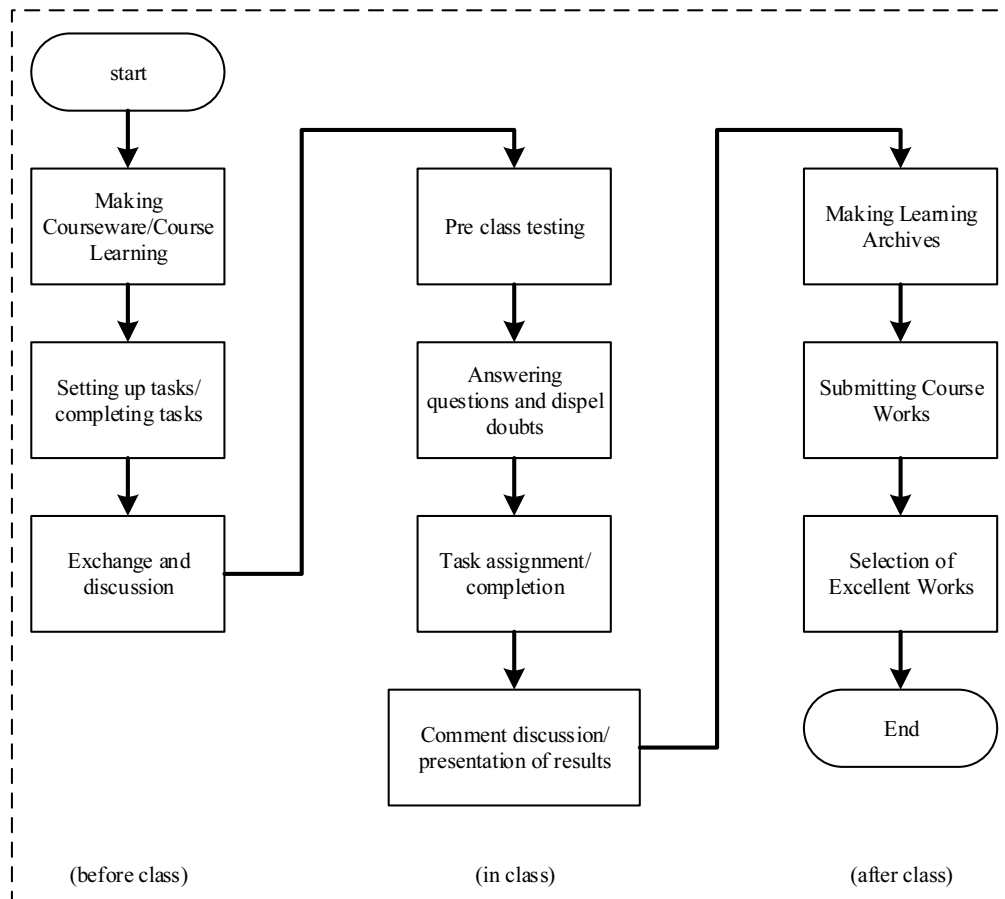 start
Making
Courseware/Course
Learning
Setting up tasks/
completing tasks
Exchange and
discussion
(before class)
Pre class testing
Answering
questions and dispel
doubts
Task assignment/
completion
Comment discussion/
presentation of results
(in class)
Making Learning
Archives
Submitting Course
Works
Selection of
Excellent Works
End
(after class)